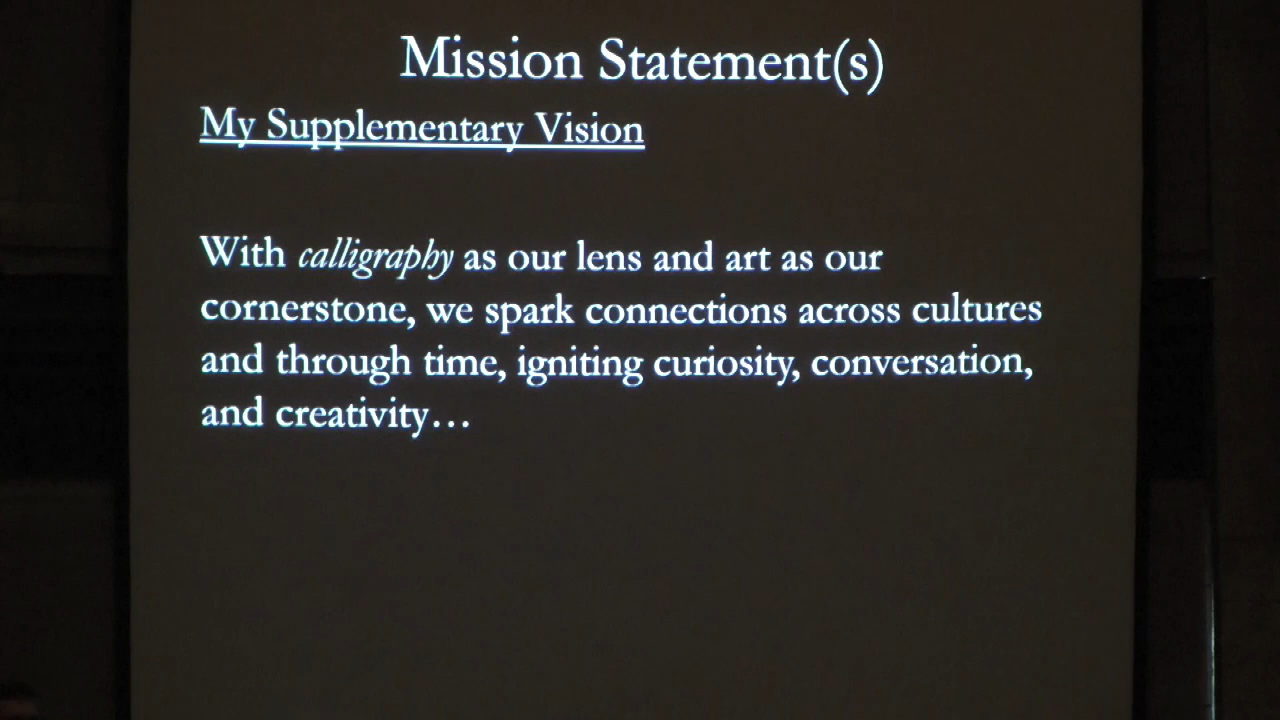 Mission Statement(s)
My Supplementary Vision
With calligraphy as our lens and art as our
cornerstone, we spark connections across cultures
and through time, igniting curiosity, conversation,
and creativity…